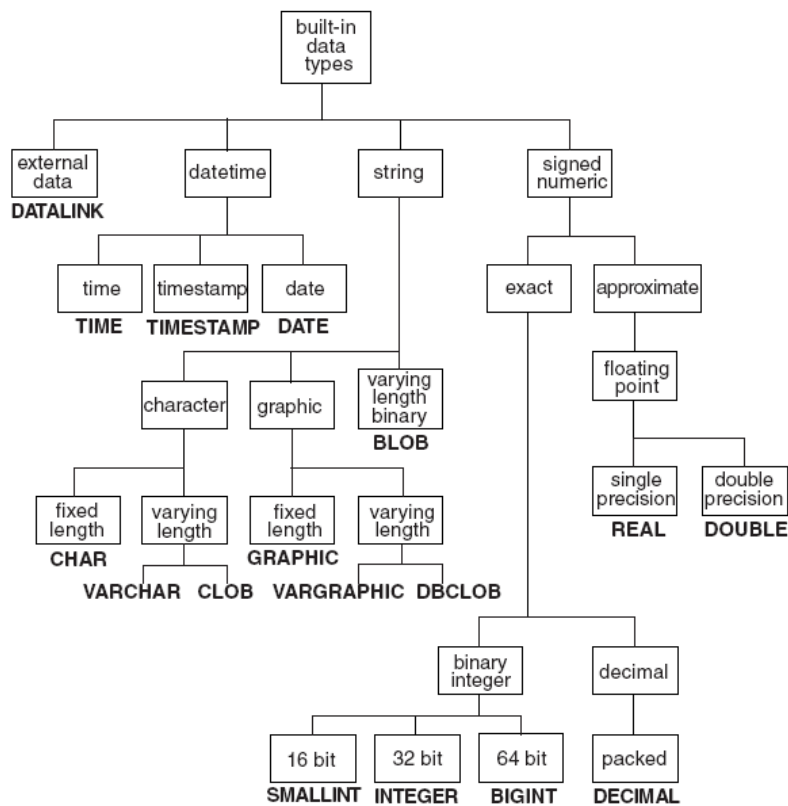 built-in
data
types
external
data
DATALINK
datetime
string
signed
numeric
time
TIME
timestamp
TIMESTAMP
date
DATE
exact
approximate
character
graphic
varying
length
binary
BLOB
floating
point
fixed
length
CHAR
varying
length
VARCHAR CLOB
fixed
length
GRAPHIC
varying
length
VARGRAPHIC DBCLOB
single
precision
REAL
double
precision
DOUBLE
binary
integer
decimal
16 bit
SMALLINT
32 bit
INTEGER
64 bit
BIGINT
packed
DECIMAL